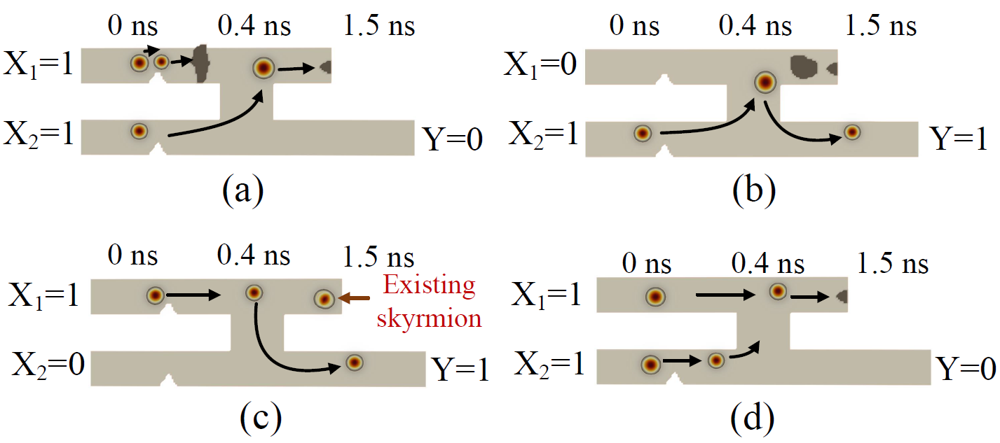 0 ns 0.4 ns 1.5 ns
X₁=1
X₂=1 Y=0
(a)
0 ns 0.4 ns 1.5 ns
X₁=0
X₂=1 Y=1
(b)
0 ns 0.4 ns 1.5 ns
X₁=1 Existing
skyrmion
X₂=0 Y=1
(c)
0 ns 0.4 ns 1.5 ns
X₁=1
X₂=1 Y=0
(d)